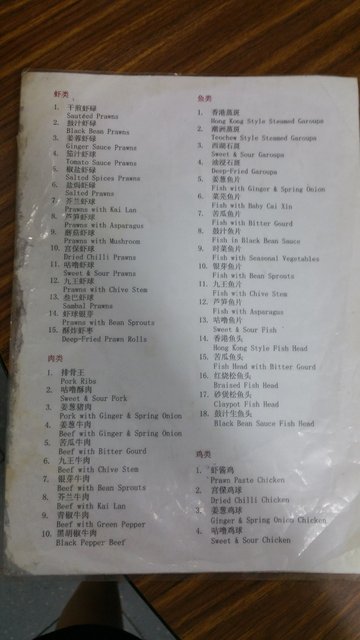 虾类
1. 干煎虾碌
Sautéed Prawns
2. 鼓汁虾碌
Black Bean Prawns
3. 姜蓉虾碌
Ginger Sauce Prawns
4. 茄汁虾球
Tomato Sauce Prawns
5. 椒盐虾碌
Salted Spices Prawns
6. 盐焗虾碌
Salted Prawns
7. 芥兰虾球
Prawns with Kai Lan
8. 芦笋虾球
Prawns with Asparagus
9. 蘑菇虾球
Prawns with Mushroom
10. 宫保虾球
Dried Chilli Prawns
11. 咕噜虾球
Sweet & Sour Prawns
12. 九王虾球
Prawns with Chive Stem
13. 叁巴虾球
Sambal Prawns
14. 虾球银芽
Prawns with Bean Sprouts
15. 酥炸虾枣
Deep-Fried Prawn Rolls
肉类
1. 排骨王
Pork Ribs
2. 咕噜酥肉
Sweet & Sour Pork
3. 姜葱猪肉
Pork with Ginger & Spring Onion
4. 姜葱牛肉
Beef with Ginger & Spring Onion
5. 苦瓜牛肉
Beef with Bitter Gourd
6. 九王牛肉
Beef with Chive Stem
7. 银芽牛肉
Beef with Bean Sprouts
8. 芥兰牛肉
Beef with Kai Lan
9. 青椒牛肉
Beef with Green Pepper
10. 黑胡椒牛肉
Black Pepper Beef
鱼类
1. 香港蒸斑
Hong Kong Style Steamed Garoupa
2. 潮洲蒸斑
Teochew Style Steamed Garoupa
3. 西湖石斑
Sweet & Sour Garoupa
4. 油浸石斑
Deep-Fried Garoupa
5. 姜葱鱼片
Fish with Ginger & Spring Onion
6. 菜苋鱼片
Fish with Baby Cai Xin
7. 苦瓜鱼片
Fish with Bitter Gourd
8. 鼓汁鱼片
Fish in Black Bean Sauce
9. 时菜鱼片
Fish with Seasonal Vegetables
10. 银芽鱼片
Fish with Bean Sprouts
11. 九王鱼片
Fish with Chive Stem
12. 芦笋鱼片
Fish with Asparagus
13. 咕噜鱼片
Sweet & Sour Fish
14. 香港鱼头
Hong Kong Style Fish Head
15. 苦瓜鱼头
Fish Head with Bitter Gourd
16. 红烧松鱼头
Braised Fish Head
17. 砂煲松鱼头
Claypot Fish Head
18. 鼓汁生鱼头
Black Bean Sauce Fish Head
鸡类
1. 虾酱鸡
Prawn Paste Chicken
2. 宫保鸡球
Dried Chilli Chicken
3. 姜葱鸡球
Ginger & Spring Onion Chicken
4. 咕噜鸡球
Sweet & Sour Chicken